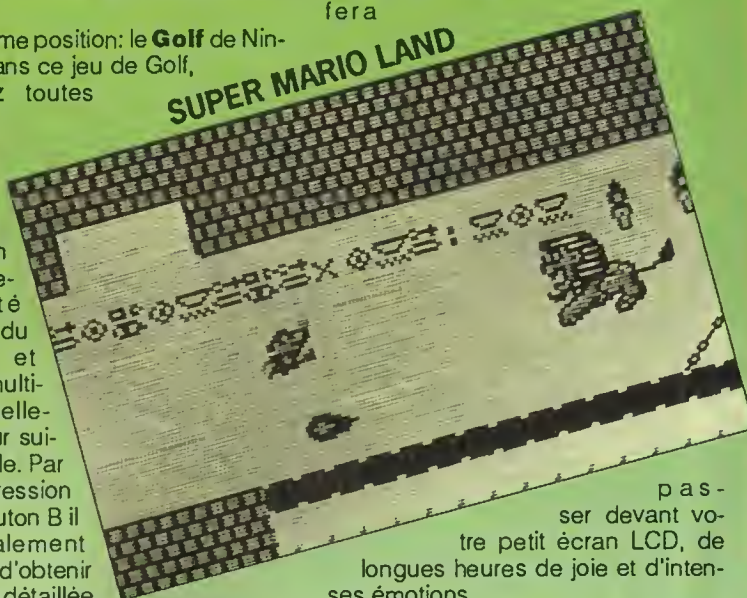 fera
me position: le Golf de Nin-
ans ce jeu de Golf,
z toutes
SUPER MARIO LAND
n
e-
té
du
et
multi-
elle-
r sui-
le. Par
ression
uton B il
alement
d'obtenir
détaillée
pas-
ser devant vo-
tre petit écran LCD, de
longues heures de joie et d'inten-
ses émotions